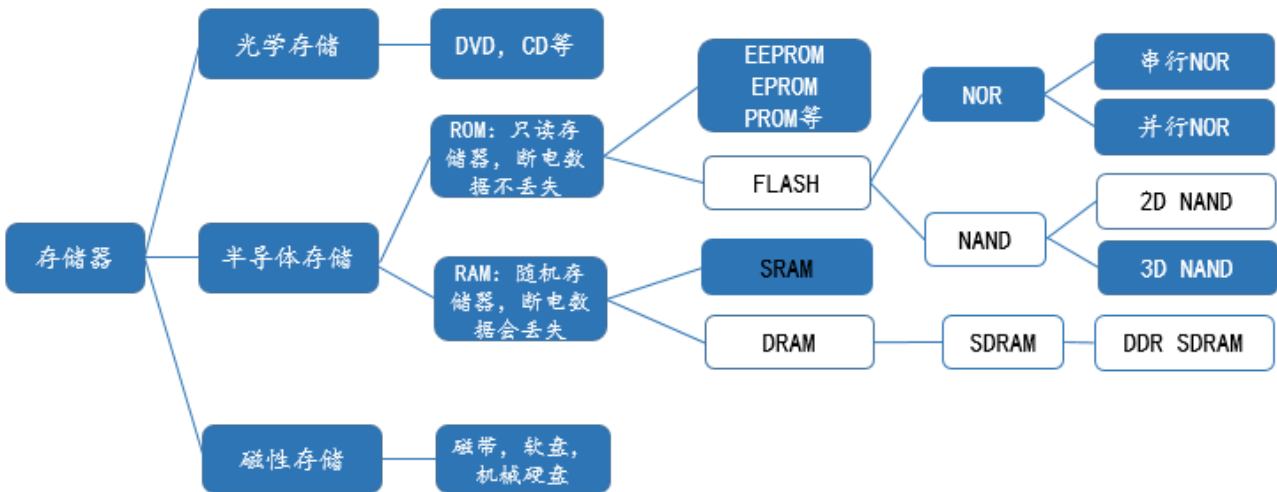 光学存储
DVD, CD等
EEPROM
EPROM
PROM等
NOR
串行NOR
并行NOR
ROM: 只读存
储器, 断电数
据不丢失
FLASH
2D NAND
NAND
存储器
半导体存储
3D NAND
RAM: 随机存
储器, 断电数
据会丢失
SRAM
DRAM
SDRAM
DDR SDRAM
磁性存储
磁带, 软盘,
机械硬盘